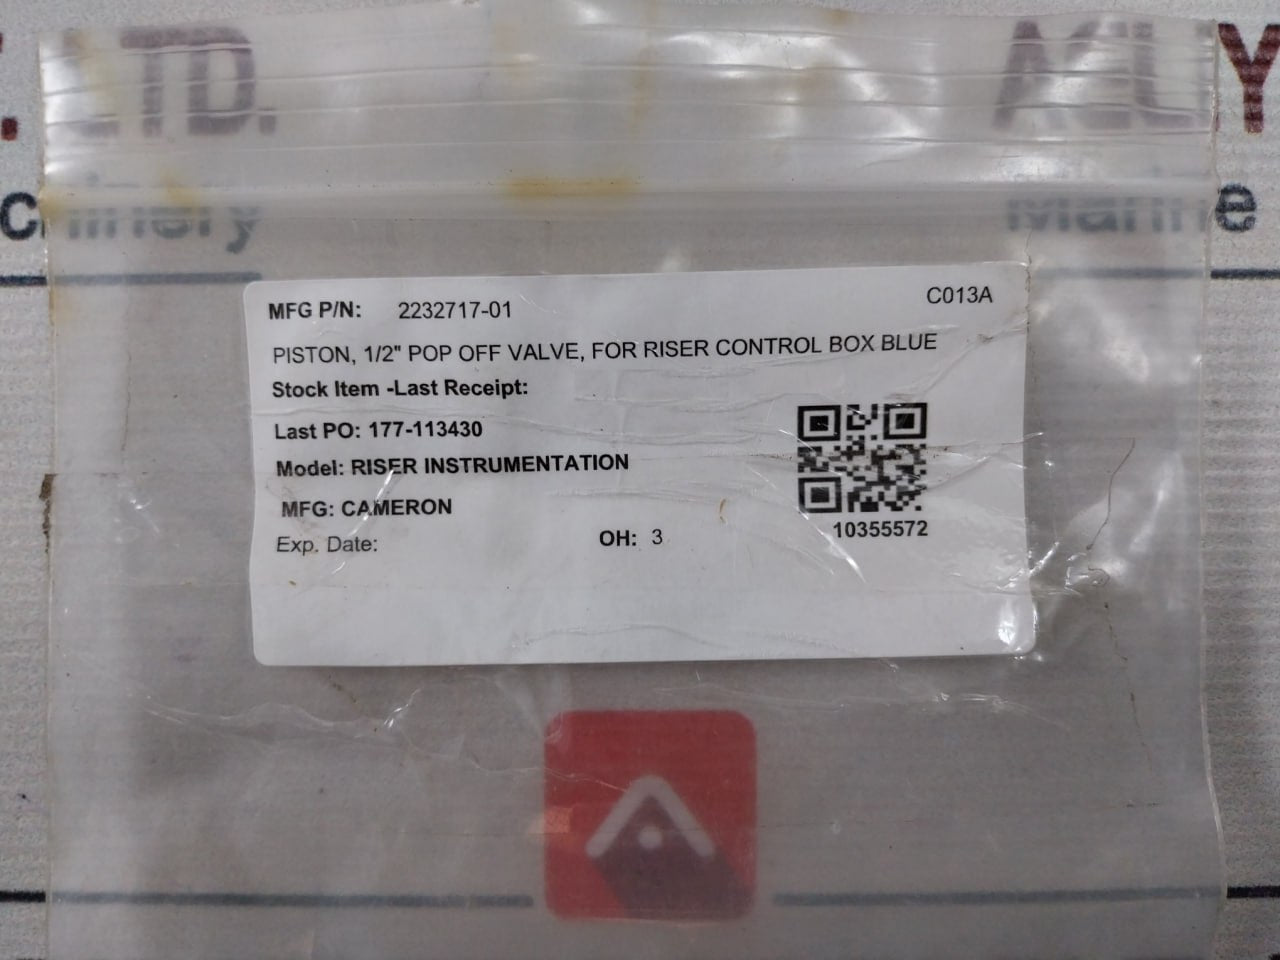 LTD.
Y
chinery
Marine
MFG P/N: 2232717-01
C013A
PISTON, 1/2" POP OFF VALVE, FOR RISER CONTROL BOX BLUE
Stock Item -Last Receipt:
Last PO: 177-113430
Model: RISER INSTRUMENTATION
MFG: CAMERON
Exp. Date:
OH: 3
10355572